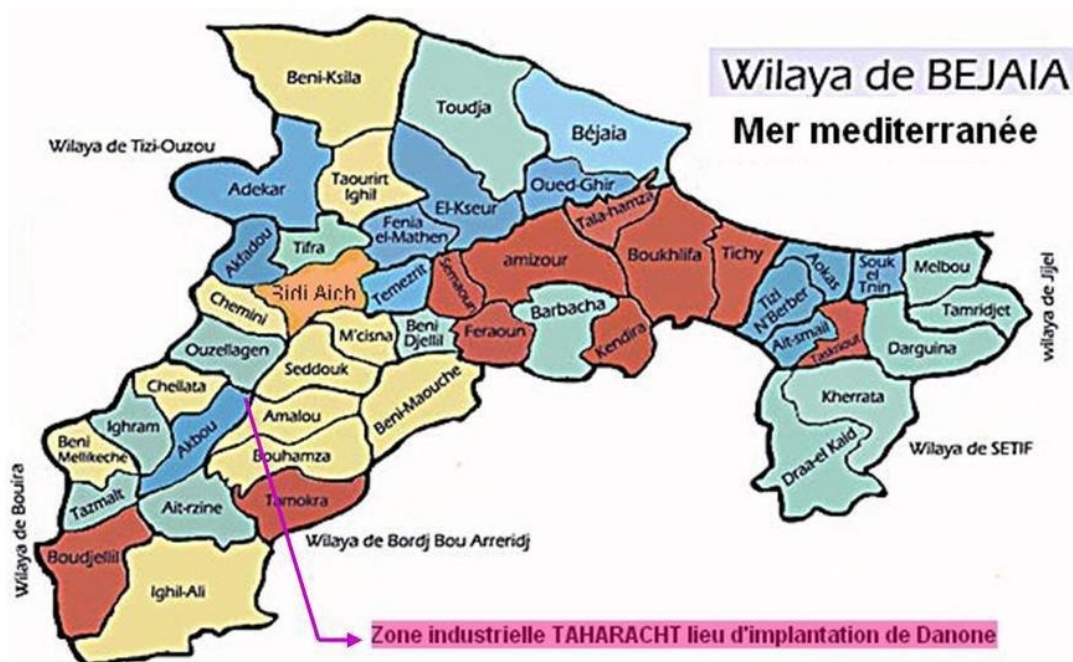 Wilaya de BEJAIA
Mer mediterranée
Beni-Ksila
Toudja
Béjaia
Wilaya de Tizi-Ouzou
Adekar
Taourirt
Ighil
Oued-Ghir
El-Kseur
Tala-hamza
Fenia
el-Mathen
Akfadou
Tifra
amizour
Boukhlifa
Tichy
Aokas
Souk
el
Tnin
Melbou
wilaya de Jijel
Sidi Aich
Temezrit
Semaoun
Tizi
N'Berber
Tamridjet
Chemini
Barbacha
M'cisna
Beni
Djellil
Feraoun
Kendira
Ait-smail
Taskriout
Darguina
Ouzellagen
Seddouk
Chellata
Beni-Maouche
Kherrata
Amalou
Ighram
Akbou
Beni
Mellikeche
Bouhamza
Draa-el Kaid
Wilaya de SETIF
Tazmalt
Ait-rzine
Tamokra
Wilaya de Bouira
Wilaya de Bordj Bou Arreridj
Boudjellil
Ighil-Ali
Zone industrielle TAHARACHT lieu d'implantation de Danone